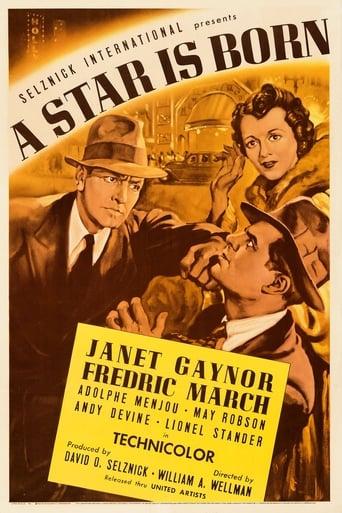 SELZNICK INTERNATIONAL presents
A STAR IS BORN
JANET GAYNOR
FREDRIC MARCH
ADOLPHE MENJOU • MAY ROBSON
ANDY DEVINE • LIONEL STANDER
in
TECHNICOLOR
Produced by
DAVID O. SELZNICK •
Directed by
WILLIAM A. WELLMAN
Released thru UNITED ARTISTS